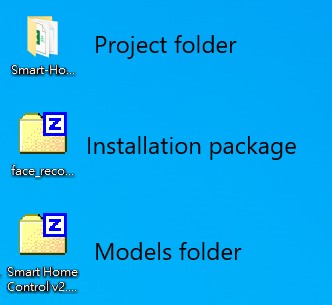 Smart-Ho...
Project folder
face_reco...
Installation package
Smart Home
Control v2....
Models folder